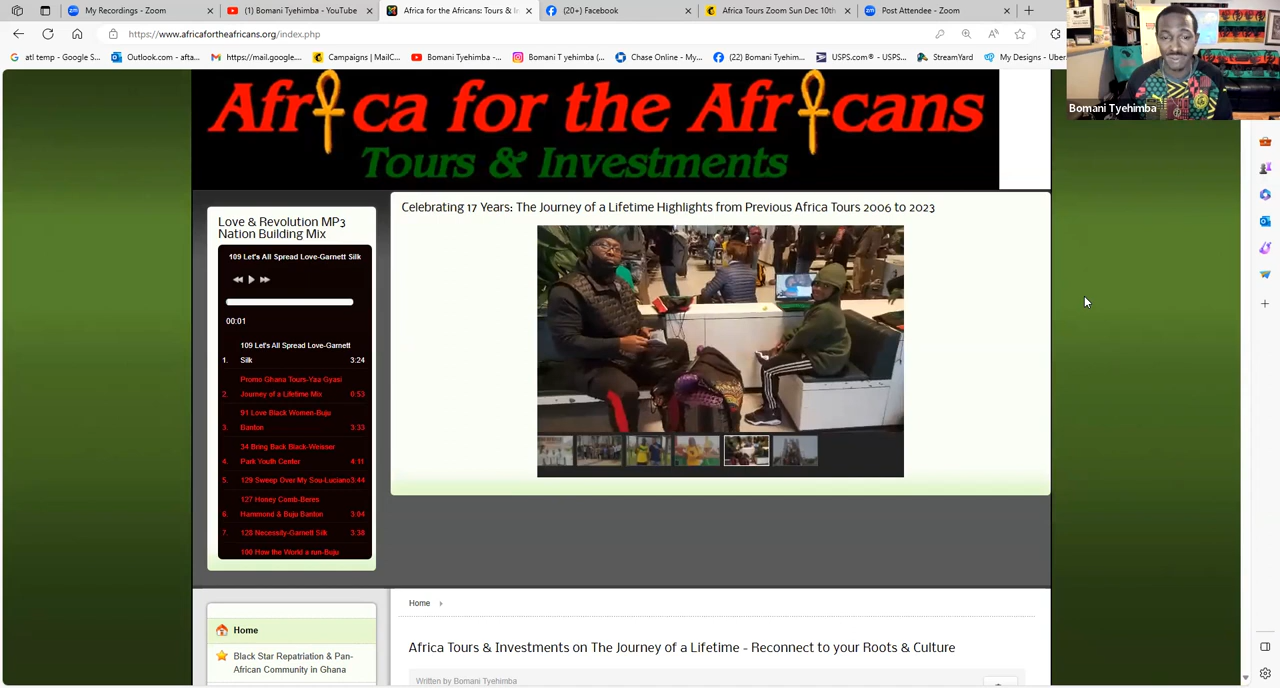 My Recordings - Zoom
(1) Bomani Tyehimba - YouTube
Africa for the Africans: Tours & In
(20+) Facebook
Africa Tours Zoom Sun Dec 10th
Post Attendee - Zoom
https://www.africafortheafricans.org/index.php
atl temp - Google S...
Outlook.com - afta...
https://mail.google....
Campaigns | MailC...
Bomani Tyehimba -...
Bomani T yehimba (...
Chase Online - My...
(22) Bomani Tyehim...
USPS.com® - USPS...
StreamYard
My Designs - Uber
Bomani Tyehimba
Afr☥ca for the Afr☥cans
Tours & Investments
Celebrating 17 Years: The Journey of a Lifetime Highlights from Previous Africa Tours 2006 to 2023
Love & Revolution MP3
Nation Building Mix
109 Let's All Spread Love-Garnett Silk
00:01
109 Let's All Spread Love-Garnett
1. Silk 3:24
Promo Ghana Tours-Yaa Gyasi
2. Journey of a Lifetime Mix 0:53
91 Love Black Women-Buju
3. Banton 3:33
34 Bring Back Black-Weisser
4. Park Youth Center 4:11
5. 129 Sweep Over My Sou-Luciano 3:44
127 Honey Comb-Beres
6. Hammond & Buju Banton 3:04
7. 128 Necessity-Garnett Silk 3:38
100 How the World a run-Buju
Home
Africa Tours & Investments on The Journey of a Lifetime - Reconnect to your Roots & Culture
Written by Bomani Tyehimba
Home
Black Star Repatriation & Pan-
African Community in Ghana